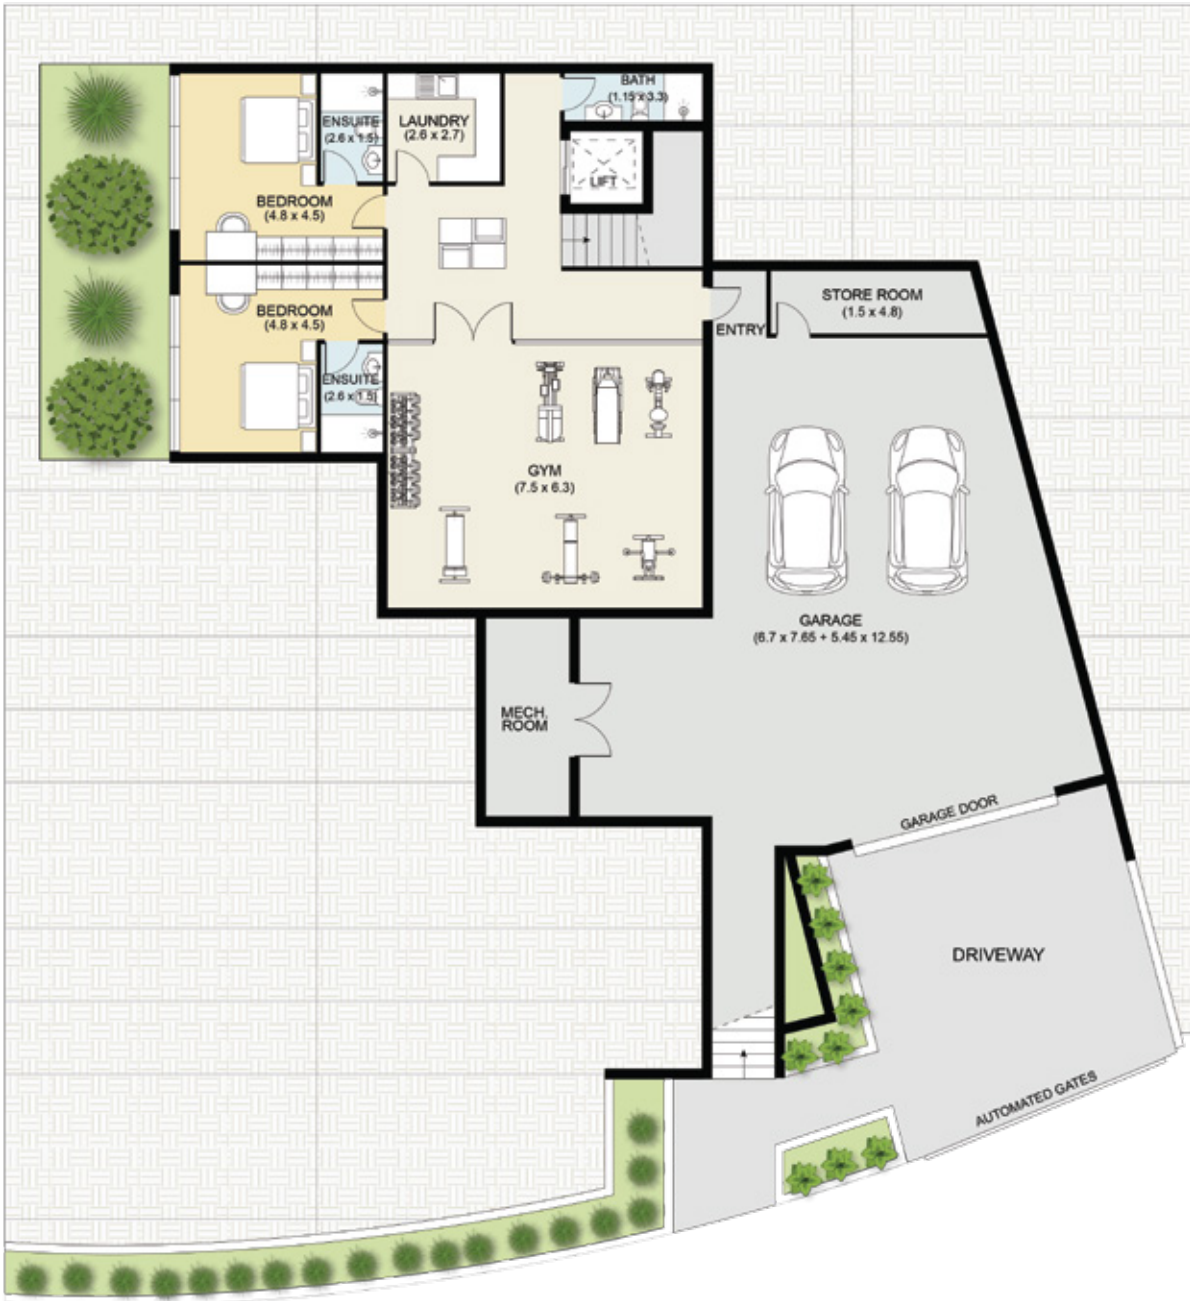 BATH
(1.15 x 3.3)
ENSUITE
(2.6 x 1.5)
LAUNDRY
(2.6 x 2.7)
LIFT
BEDROOM
(4.8 x 4.5)
BEDROOM
(4.8 x 4.5)
STORE ROOM
(1.5 x 4.8)
ENTRY
ENSUITE
(2.6 x 1.5)
GYM
(7.5 x 6.3)
GARAGE
(6.7 x 7.65 + 5.45 x 12.55)
MECH.
ROOM
GARAGE DOOR
DRIVEWAY
AUTOMATED GATES